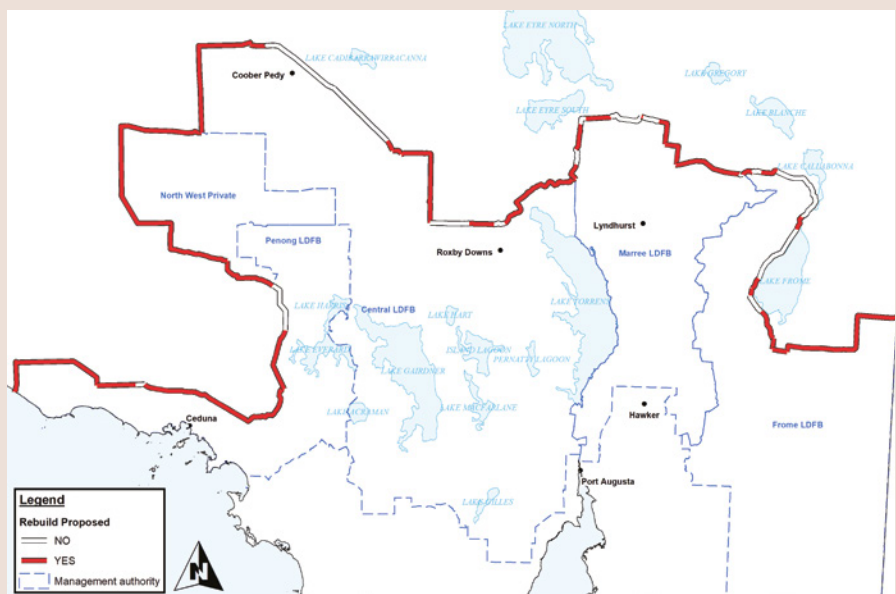 LAKE EYRE NORTH
LAKE CADIBARRAWIRRACANNA
Coober Pedy
LAKE GREGORY
LAKE EYRE SOUTH
LAKE BLANCHE
LAKE CALLABONNA
North West Private
Penong LDFB
Lyndhurst
Roxby Downs
Marree LDFB
LAKE FROME
LAKE HARRIS
Central LDFB
LAKE HART
LAKE TORRENS
LAKE EVERARD
ISLAND LAGOON
PERNATTY LAGOON
LAKE GAIRDNER
LAKE ACRAMAN
LAKE MACFARLANE
Hawker
Ceduna
Frome LDFB
Port Augusta
LAKE GILLES
Legend
Rebuild Proposed
NO
YES
Management authority
N